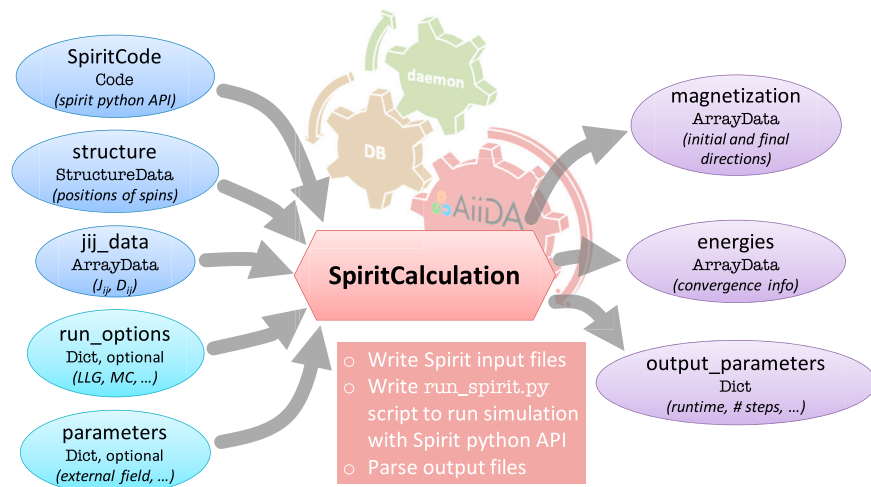 SpiritCode
Code
(spirit python API)
structure
StructureData
(positions of spins)
jij_data
ArrayData
(Jij, Dij)
run_options
Dict, optional
(LLG, MC, ...)
parameters
Dict, optional
(external field, ...)
daemon
DB
AiiDA
SpiritCalculation
○ Write Spirit input files
○ Write run_spirit.py
script to run simulation
with Spirit python API
○ Parse output files
magnetization
ArrayData
(initial and final
directions)
energies
ArrayData
(convergence info)
output_parameters
Dict
(runtime, # steps, ...)